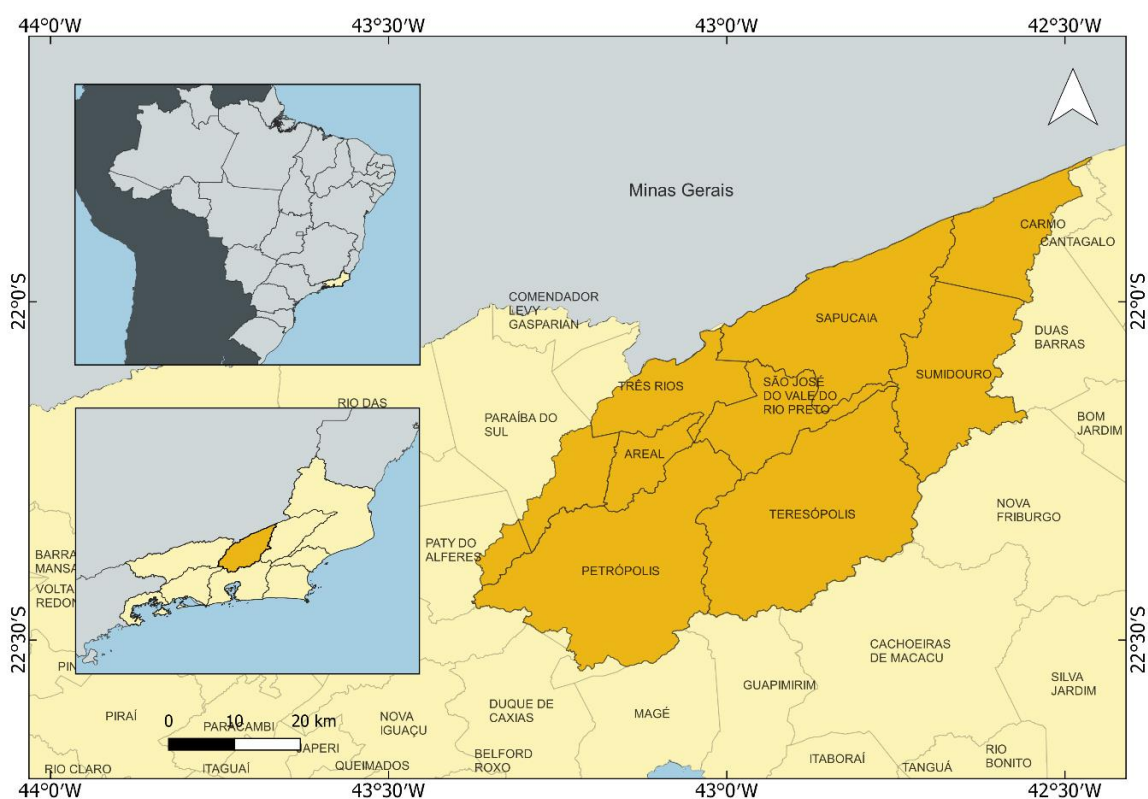 44°0'W
43°30'W
43°0'W
42°30'W
Minas Gerais
CARMO
CANTAGALO
22°0'S
22°0'S
COMENDADOR
LEVY
GASPARIAN
SAPUCAIA
DUAS
BARRAS
SUMIDOURO
TRÊS RIOS
SÃO JOSÉ
DO VALE DO
RIO PRETO
RIO DAS
PARAÍBA DO
SUL
BOM
JARDIM
AREAL
NOVA
FRIBURGO
TERESÓPOLIS
PATY DO
ALFERES
BARRA
MANSA
PETRÓPOLIS
VOLTA
REDON
22°30'S
22°30'S
CACHOEIRAS
DE MACACU
PIN
SILVA
JARDIM
GUAPIMIRIM
DUQUE DE
CAXIAS
MAGÉ
PIRAÍ
0 10 20 km
PARACAMBI
NOVA
IGUAÇU
JAPERI
BELFORD
ROXO
ITABORAÍ
RIO
BONITO
RIO CLARO
ITAGUAÍ
QUEIMADOS
TANGUÁ
44°0'W
43°30'W
43°0'W
42°30'W